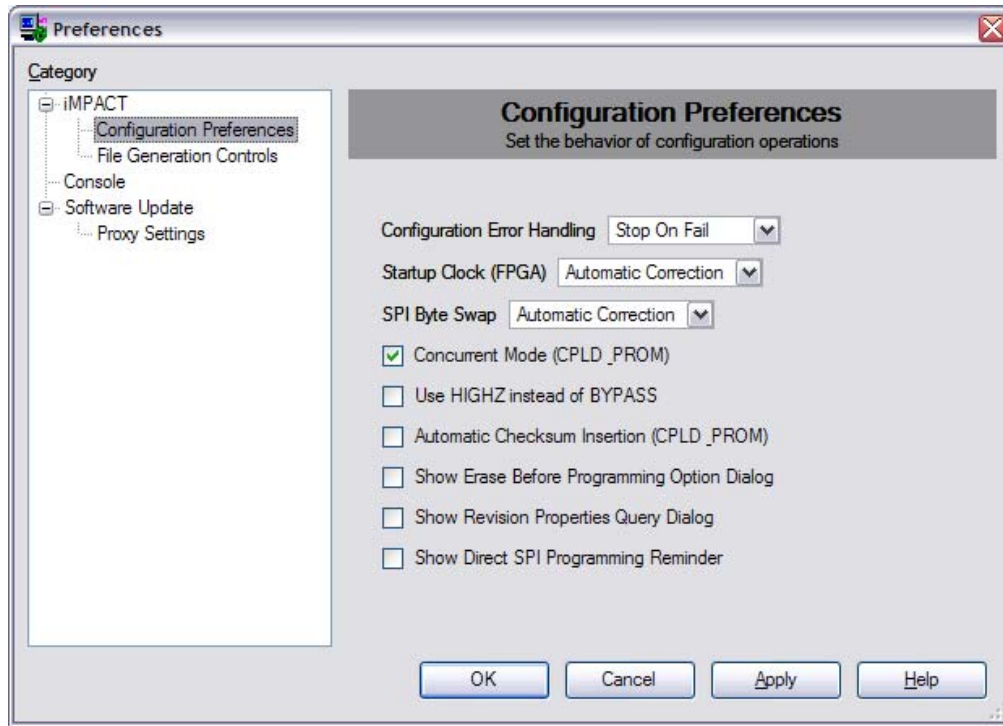 Preferences
Category
iMPACT
Configuration Preferences
File Generation Controls
Console
Software Update
Proxy Settings
Configuration Preferences
Set the behavior of configuration operations
Configuration Error Handling Stop On Fail
Startup Clock (FPGA) Automatic Correction
SPI Byte Swap Automatic Correction
Concurrent Mode (CPLD_PROM)
Use HIGHZ instead of BYPASS
Automatic Checksum Insertion (CPLD_PROM)
Show Erase Before Programming Option Dialog
Show Revision Properties Query Dialog
Show Direct SPI Programming Reminder
OK Cancel Apply Help